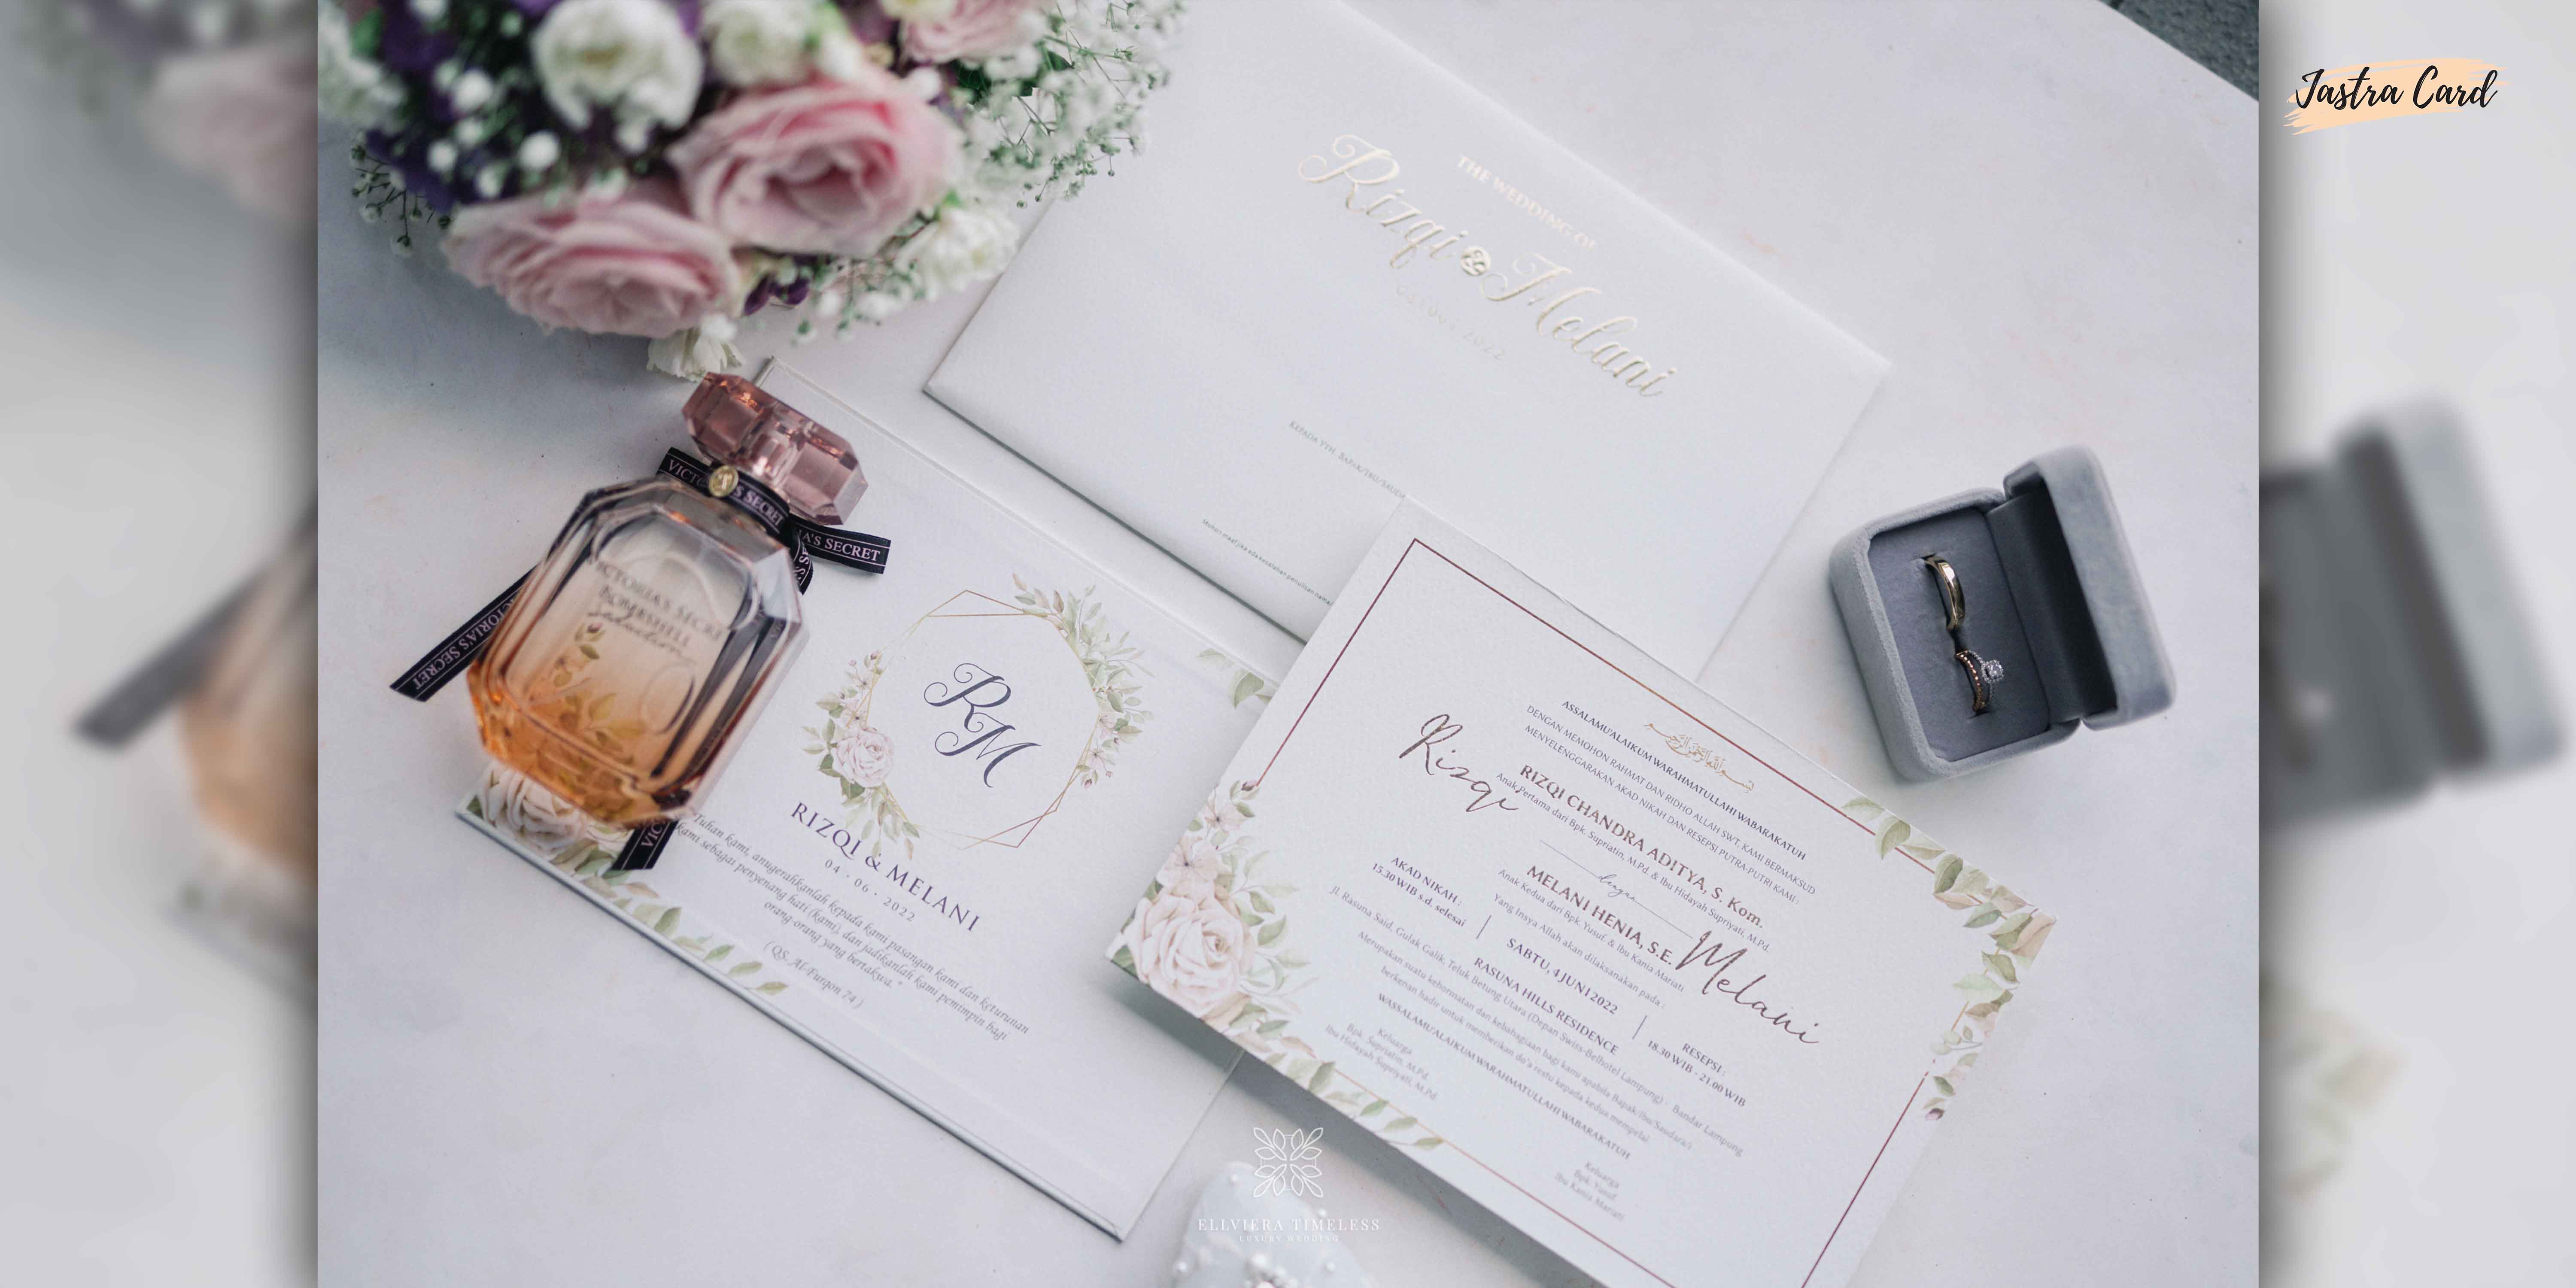 Jastra Card
THE WEDDING OF
Rizqi & Melani
2022
KEPADA YTH. BAPAK/IBU/SAUDARA
VICTORIA'S SECRET
A'S SECRET
VICTORIA'S SECRET
BOMBSHELL
seduction
RM
RIZQI & MELANI
04 . 06 . 2022
Tuhan kami, anugerahkanlah kepada kami pasangan kami dan keturunan
kami sebagai penyenang hati (kami), dan jadikanlah kami pemimpin bagi
orang-orang yang bertakwa."
(QS. Al-Furqon 74)
ASSALAMU'ALAIKUM WARAHMATULLAHI WABARAKATUH
DENGAN MEMOHON RAHMAT DAN RIDHO ALLAH SWT, KAMI BERMAKSUD
MENYELENGGARAKAN AKAD NIKAH DAN RESEPSI PUTRA-PUTRI KAMI :
Rizqi
RIZQI CHANDRA ADITYA, S. Kom.
Anak Pertama dari Bpk. Supriatin, M.Pd. & Ibu Hidayah Supriyati, M.Pd.
dengan
MELANI HENIA, S.E.
Melani
Anak Kedua dari Bpk. Yusuf & Ibu Kania Mariati
Yang Insya Allah akan dilaksanakan pada :
AKAD NIKAH :
15.30 WIB s.d. selesai
SABTU, 4 JUNI 2022
RASUNA HILLS RESIDENCE
RESEPSI :
18.30 WIB - 21.00 WIB
Jl. Rasuna Said, Gulak Galik, Teluk Betung Utara (Depan Swiss-Belhotel Lampung) - Bandar Lampung
Merupakan suatu kehormatan dan kebahagiaan bagi kami apabila Bapak/Ibu/Saudara/i
berkenan hadir untuk memberikan do'a restu kepada kedua mempelai
WASSALAMU'ALAIKUM WARAHMATULLAHI WABARAKATUH
Keluarga
Bpk. Supriatin, M.Pd.
Ibu Hidayah Supriyati, M.Pd.
Keluarga
Bpk. Yusuf
Ibu Kania Mariati
ELLVIERA TIMELESS
LUXURY WEDDING